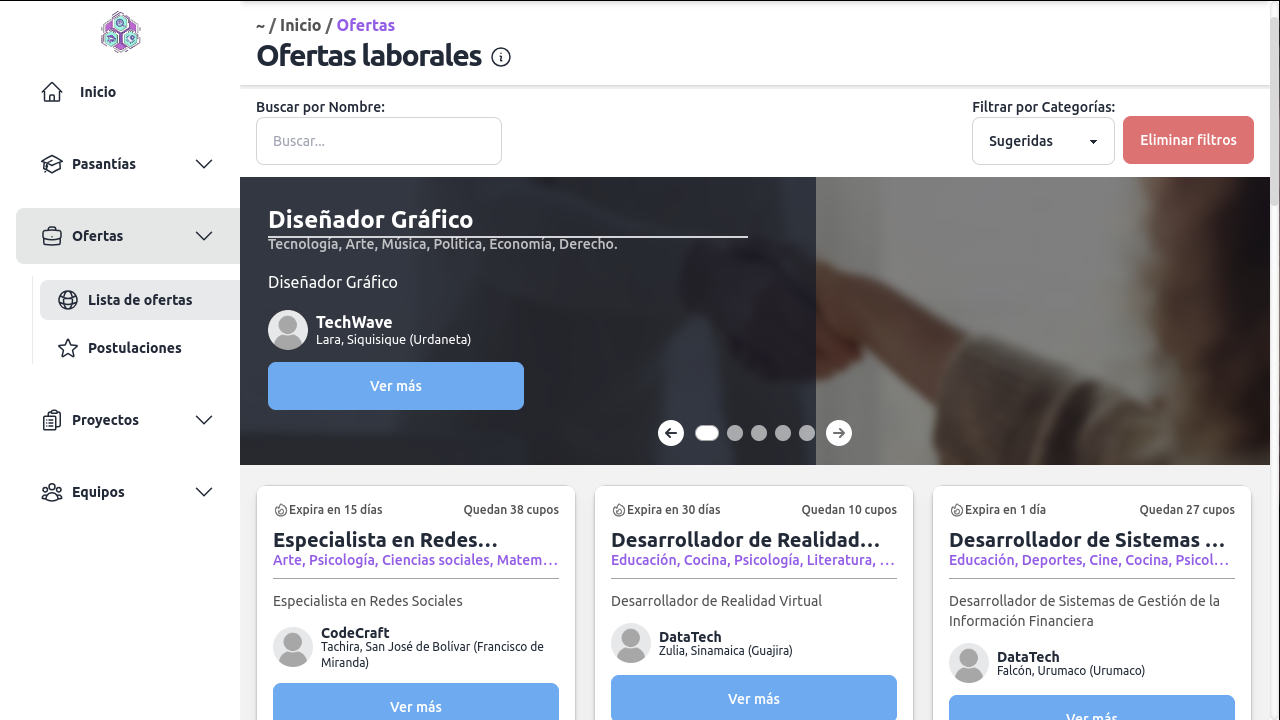 Inicio
Pasantías
Ofertas
Lista de ofertas
Postulaciones
Proyectos
Equipos
~ / Inicio / Ofertas
Ofertas laborales
Buscar por Nombre:
Buscar...
Filtrar por Categorías:
Sugeridas
Eliminar filtros
Diseñador Gráfico
Tecnología, Arte, Música, Política, Economía, Derecho.
Diseñador Gráfico
TechWave
Lara, Siquisique (Urdaneta)
Ver más
Expira en 15 días
Quedan 38 cupos
Especialista en Redes...
Arte, Psicología, Ciencias sociales, Matem...
Especialista en Redes Sociales
CodeCraft
Tachira, San José de Bolívar (Francisco de
Miranda)
Ver más
Expira en 30 días
Quedan 10 cupos
Desarrollador de Realidad...
Educación, Cocina, Psicología, Literatura, ...
Desarrollador de Realidad Virtual
DataTech
Zulia, Sinamaica (Guajira)
Ver más
Expira en 1 día
Quedan 27 cupos
Desarrollador de Sistemas ...
Educación, Deportes, Cine, Cocina, Psicol...
Desarrollador de Sistemas de Gestión de la
Información Financiera
DataTech
Falcón, Urumaco (Urumaco)
Ver más